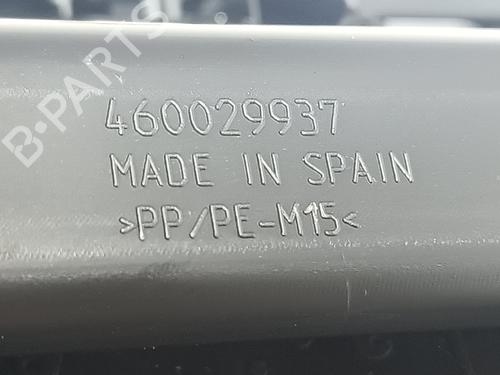 B-PARTS
460029937
MADE IN SPAIN
>PP/PE-M15<